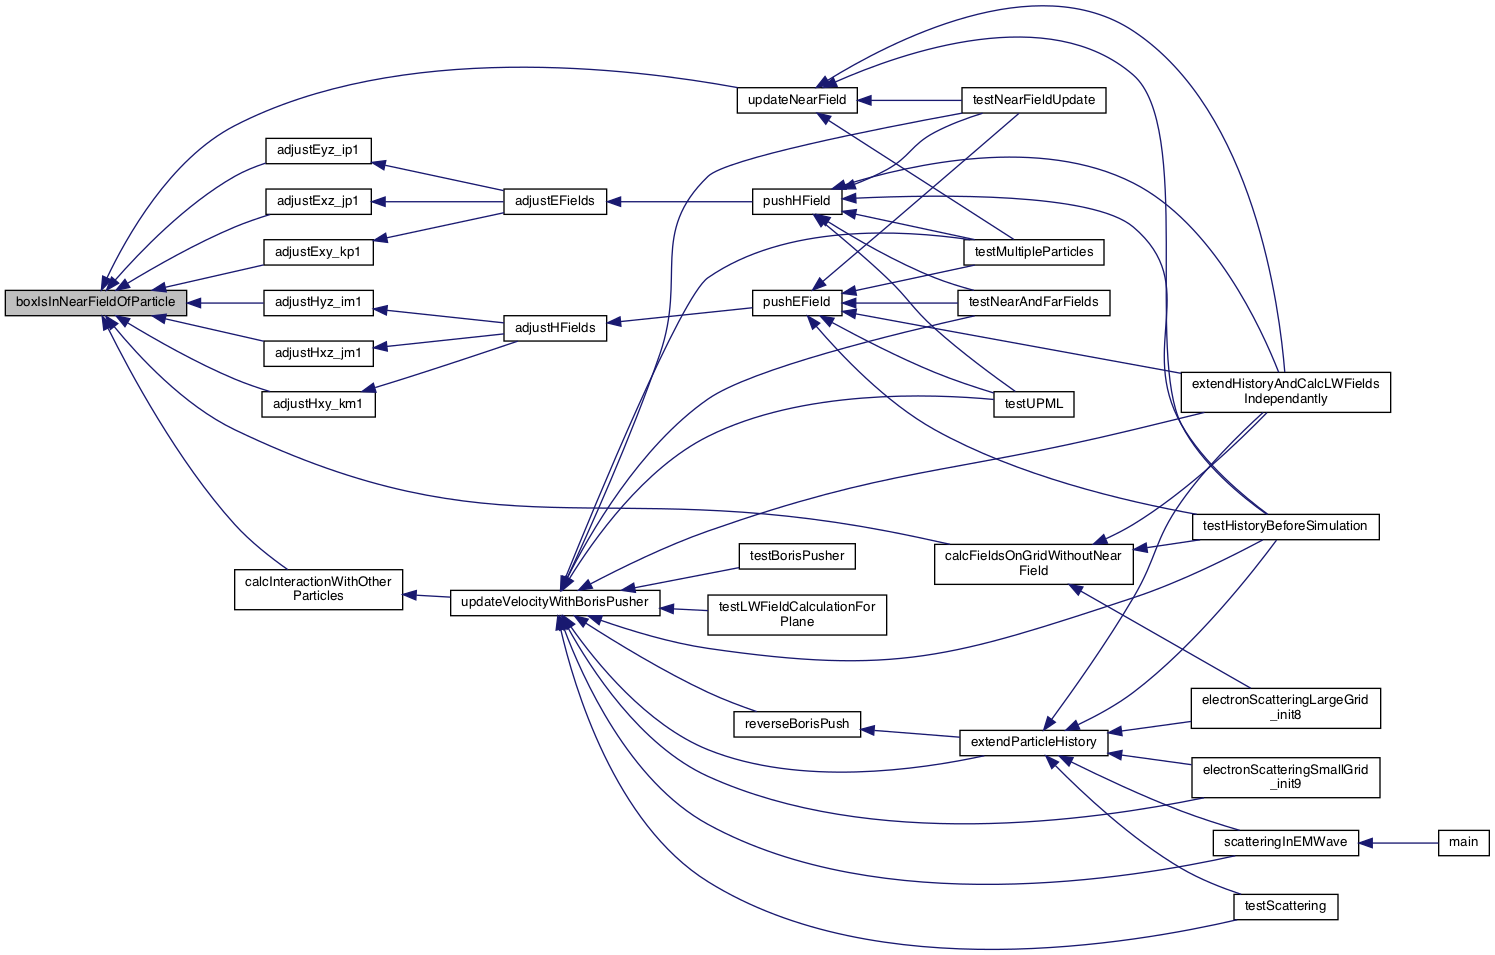 boxIsInNearFieldOfParticle
adjustEyz_ip1
adjustExz_jp1
adjustExy_kp1
adjustHyz_im1
adjustHxz_jm1
adjustHxy_km1
calcInteractionWithOther
Particles
adjustEFields
adjustHFields
updateVelocityWithBorisPusher
updateNearField
pushHField
pushEField
testBorisPusher
testLWFieldCalculationFor
Plane
reverseBorisPush
testNearFieldUpdate
testMultipleParticles
testNearAndFarFields
testUPML
calcFieldsOnGridWithoutNear
Field
extendParticleHistory
extendHistoryAndCalcLWFields
Independantly
testHistoryBeforeSimulation
electronScatteringLargeGrid
_init8
electronScatteringSmallGrid
_init9
scatteringInEMWave
testScattering
main